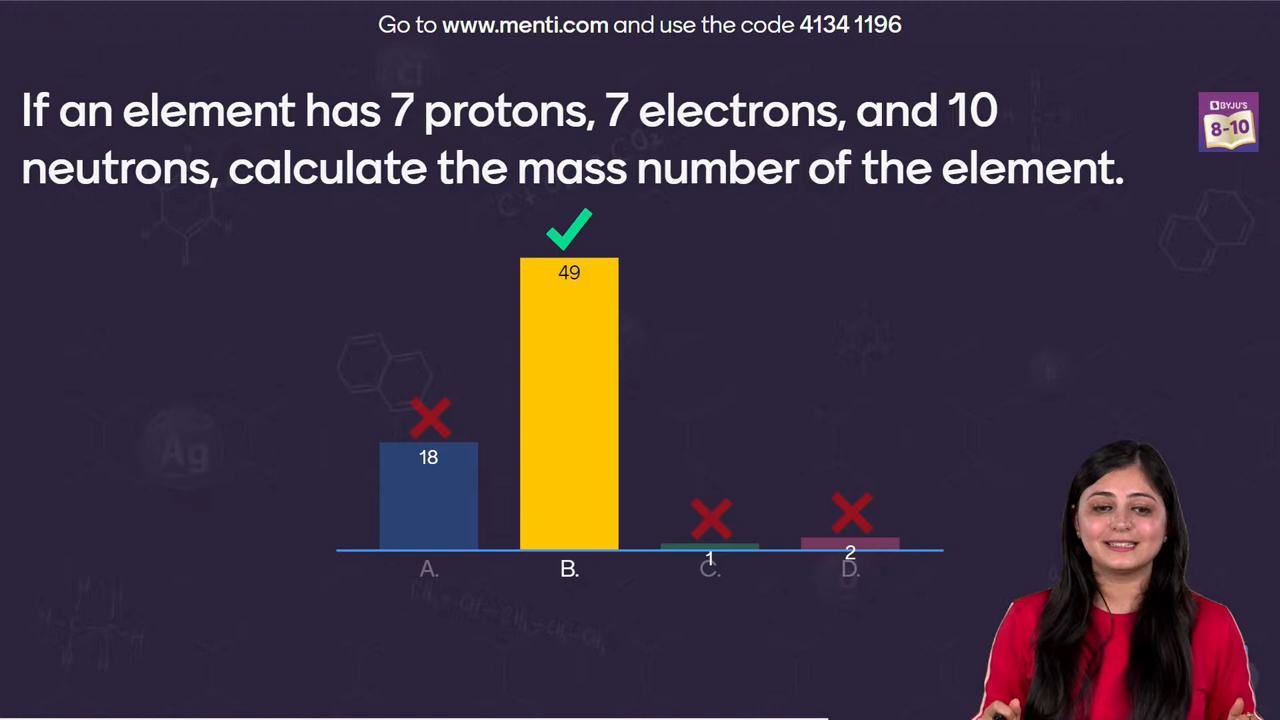 Go to www.menti.com and use the code 4134 1196
If an element has 7 protons, 7 electrons, and 10
neutrons, calculate the mass number of the element.
BYJU'S
8-10
49
18
1
2
A.
B.
C.
D.
Ag